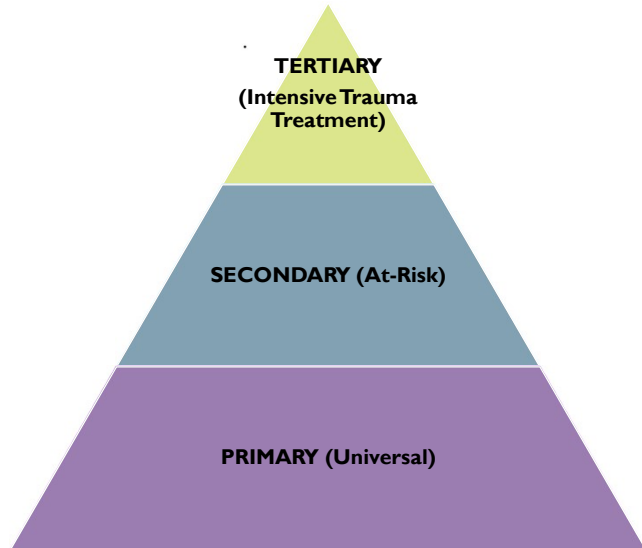 TERTIARY
(Intensive Trauma
Treatment)
SECONDARY (At-Risk)
PRIMARY (Universal)